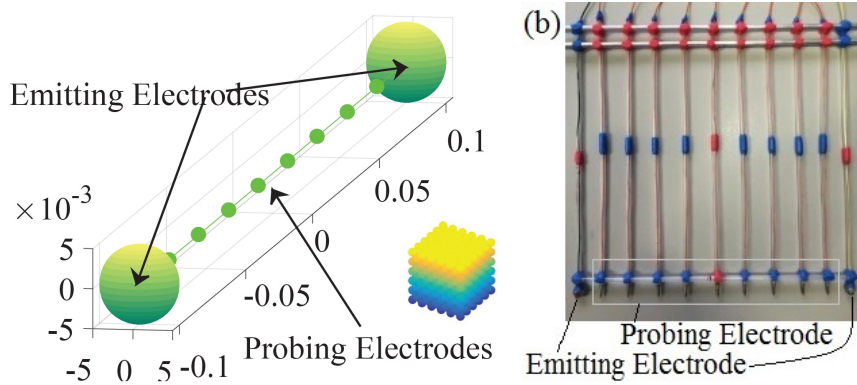 Emitting Electrodes
0.1
0.05
0
-0.05
-0.1
× 10⁻³
5
0
-5
-5 0 5
Probing Electrodes
(b)
Probing Electrode
Emitting Electrode